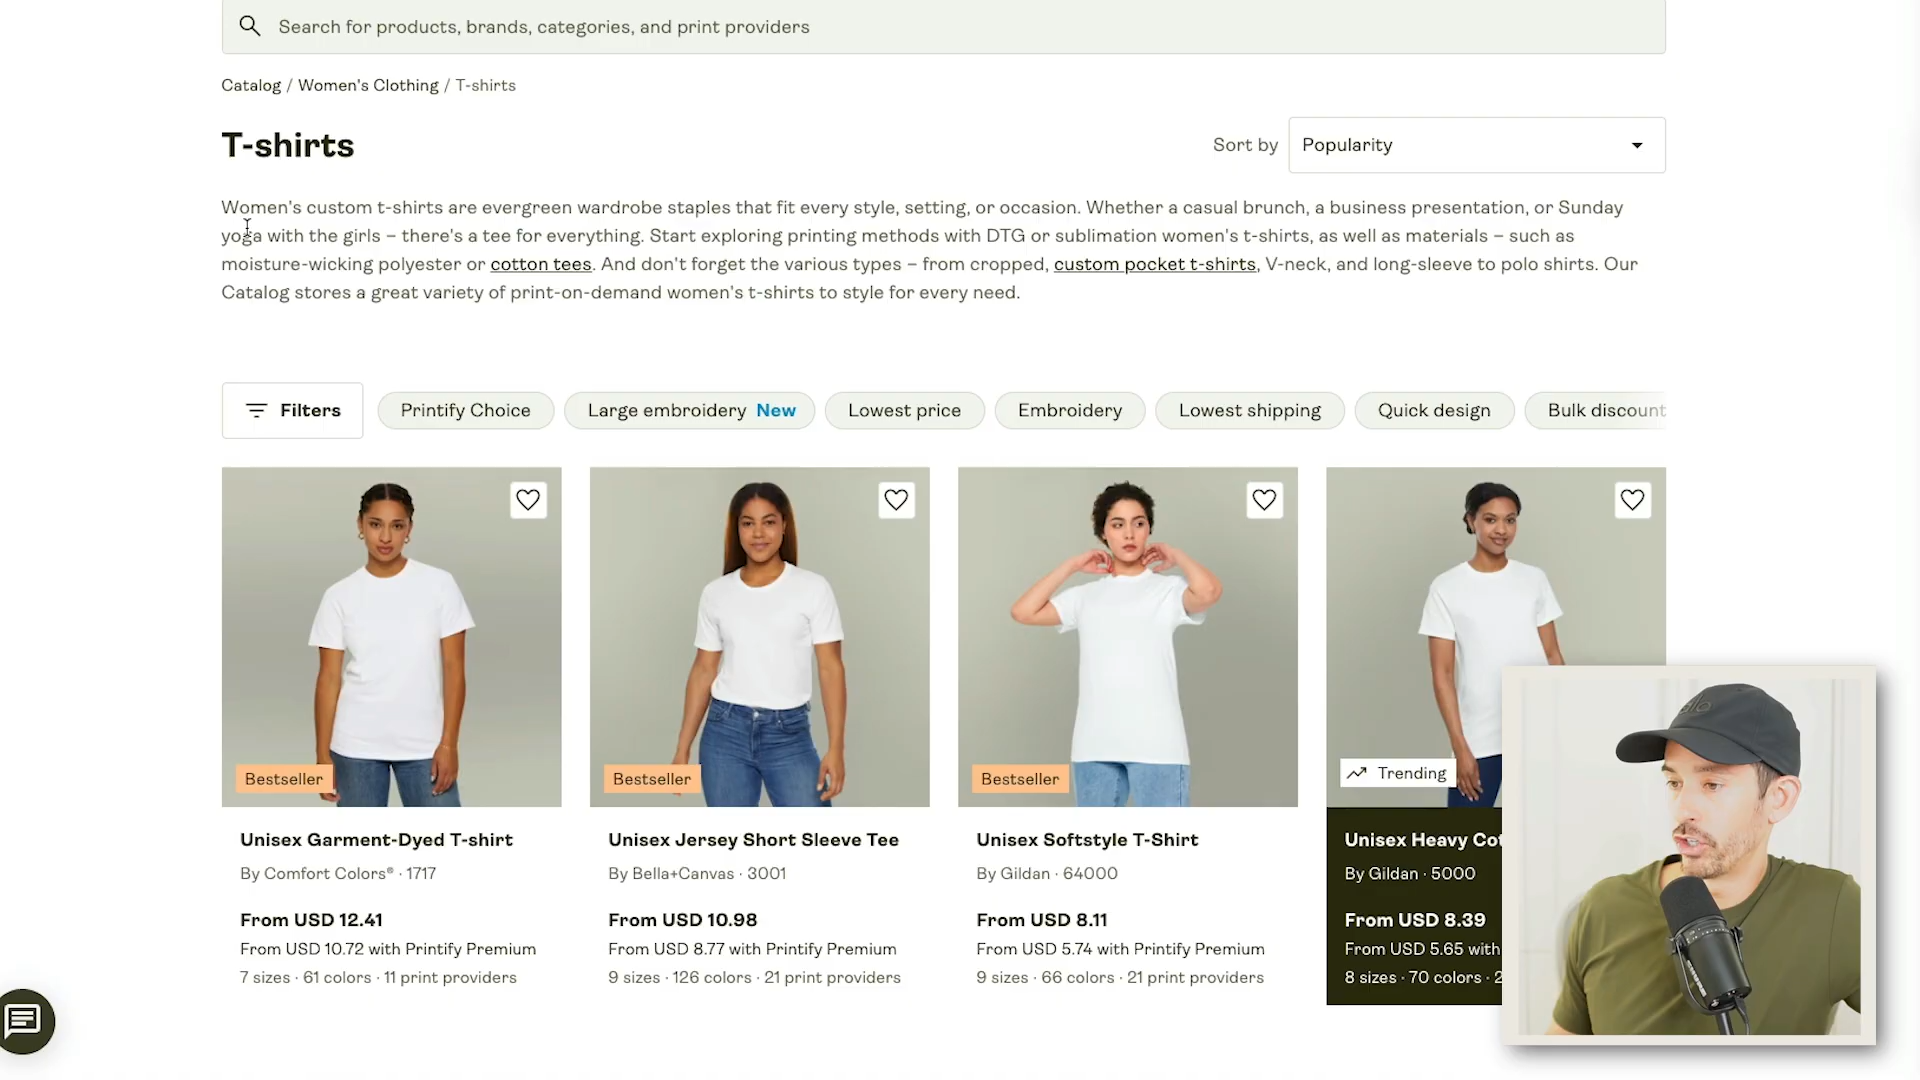 Search for products, brands, categories, and print providers
Catalog / Women's Clothing / T-shirts
T-shirts
Sort by
Popularity
Women's custom t-shirts are evergreen wardrobe staples that fit every style, setting, or occasion. Whether a casual brunch, a business presentation, or Sunday
yoga with the girls – there's a tee for everything. Start exploring printing methods with DTG or sublimation women's t-shirts, as well as materials – such as
moisture-wicking polyester or cotton tees. And don't forget the various types – from cropped, custom pocket t-shirts, V-neck, and long-sleeve to polo shirts. Our
Catalog stores a great variety of print-on-demand women's t-shirts to style for every need.
Filters
Printify Choice
Large embroidery New
Lowest price
Embroidery
Lowest shipping
Quick design
Bulk discount
Bestseller
Bestseller
Bestseller
Trending
Unisex Garment-Dyed T-shirt
By Comfort Colors® · 1717
From USD 12.41
From USD 10.72 with Printify Premium
7 sizes · 61 colors · 11 print providers
Unisex Jersey Short Sleeve Tee
By Bella+Canvas · 3001
From USD 10.98
From USD 8.77 with Printify Premium
9 sizes · 126 colors · 21 print providers
Unisex Softstyle T-Shirt
By Gildan · 64000
From USD 8.11
From USD 5.74 with Printify Premium
9 sizes · 66 colors · 21 print providers
Unisex Heavy Cot
By Gildan · 5000
From USD 8.39
From USD 5.65 with
8 sizes · 70 colors · 2
alo